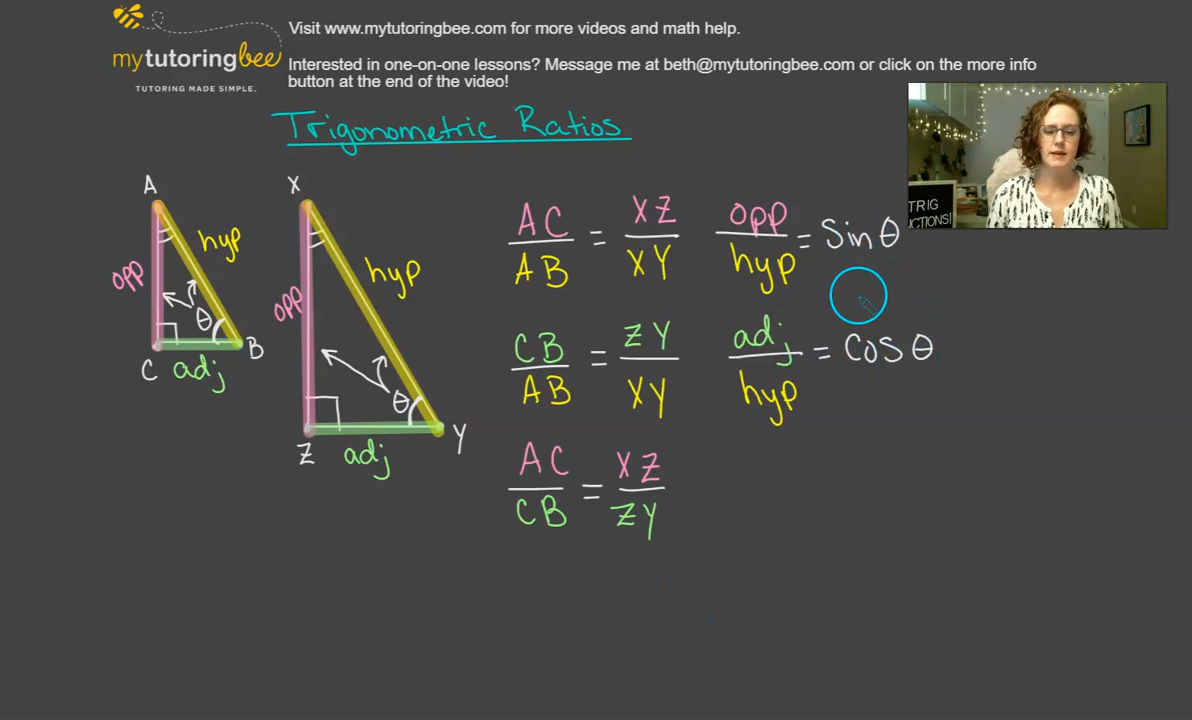 Visit www.mytutoringbee.com for more videos and math help.
mytutoringbee
TUTORING MADE SIMPLE.
Interested in one-on-one lessons? Message me at beth@mytutoringbee.com or click on the more info
button at the end of the video!
Trigonometric Ratios
TRIG
NCTIONS!
A
hyp
opp
θ
C
adj
B
X
hyp
opp
θ
Z
adj
Y
AC/AB = XZ/XY opp/hyp = sin θ
CB/AB = ZY/XY adj/hyp = cos θ
AC/CB = XZ/ZY